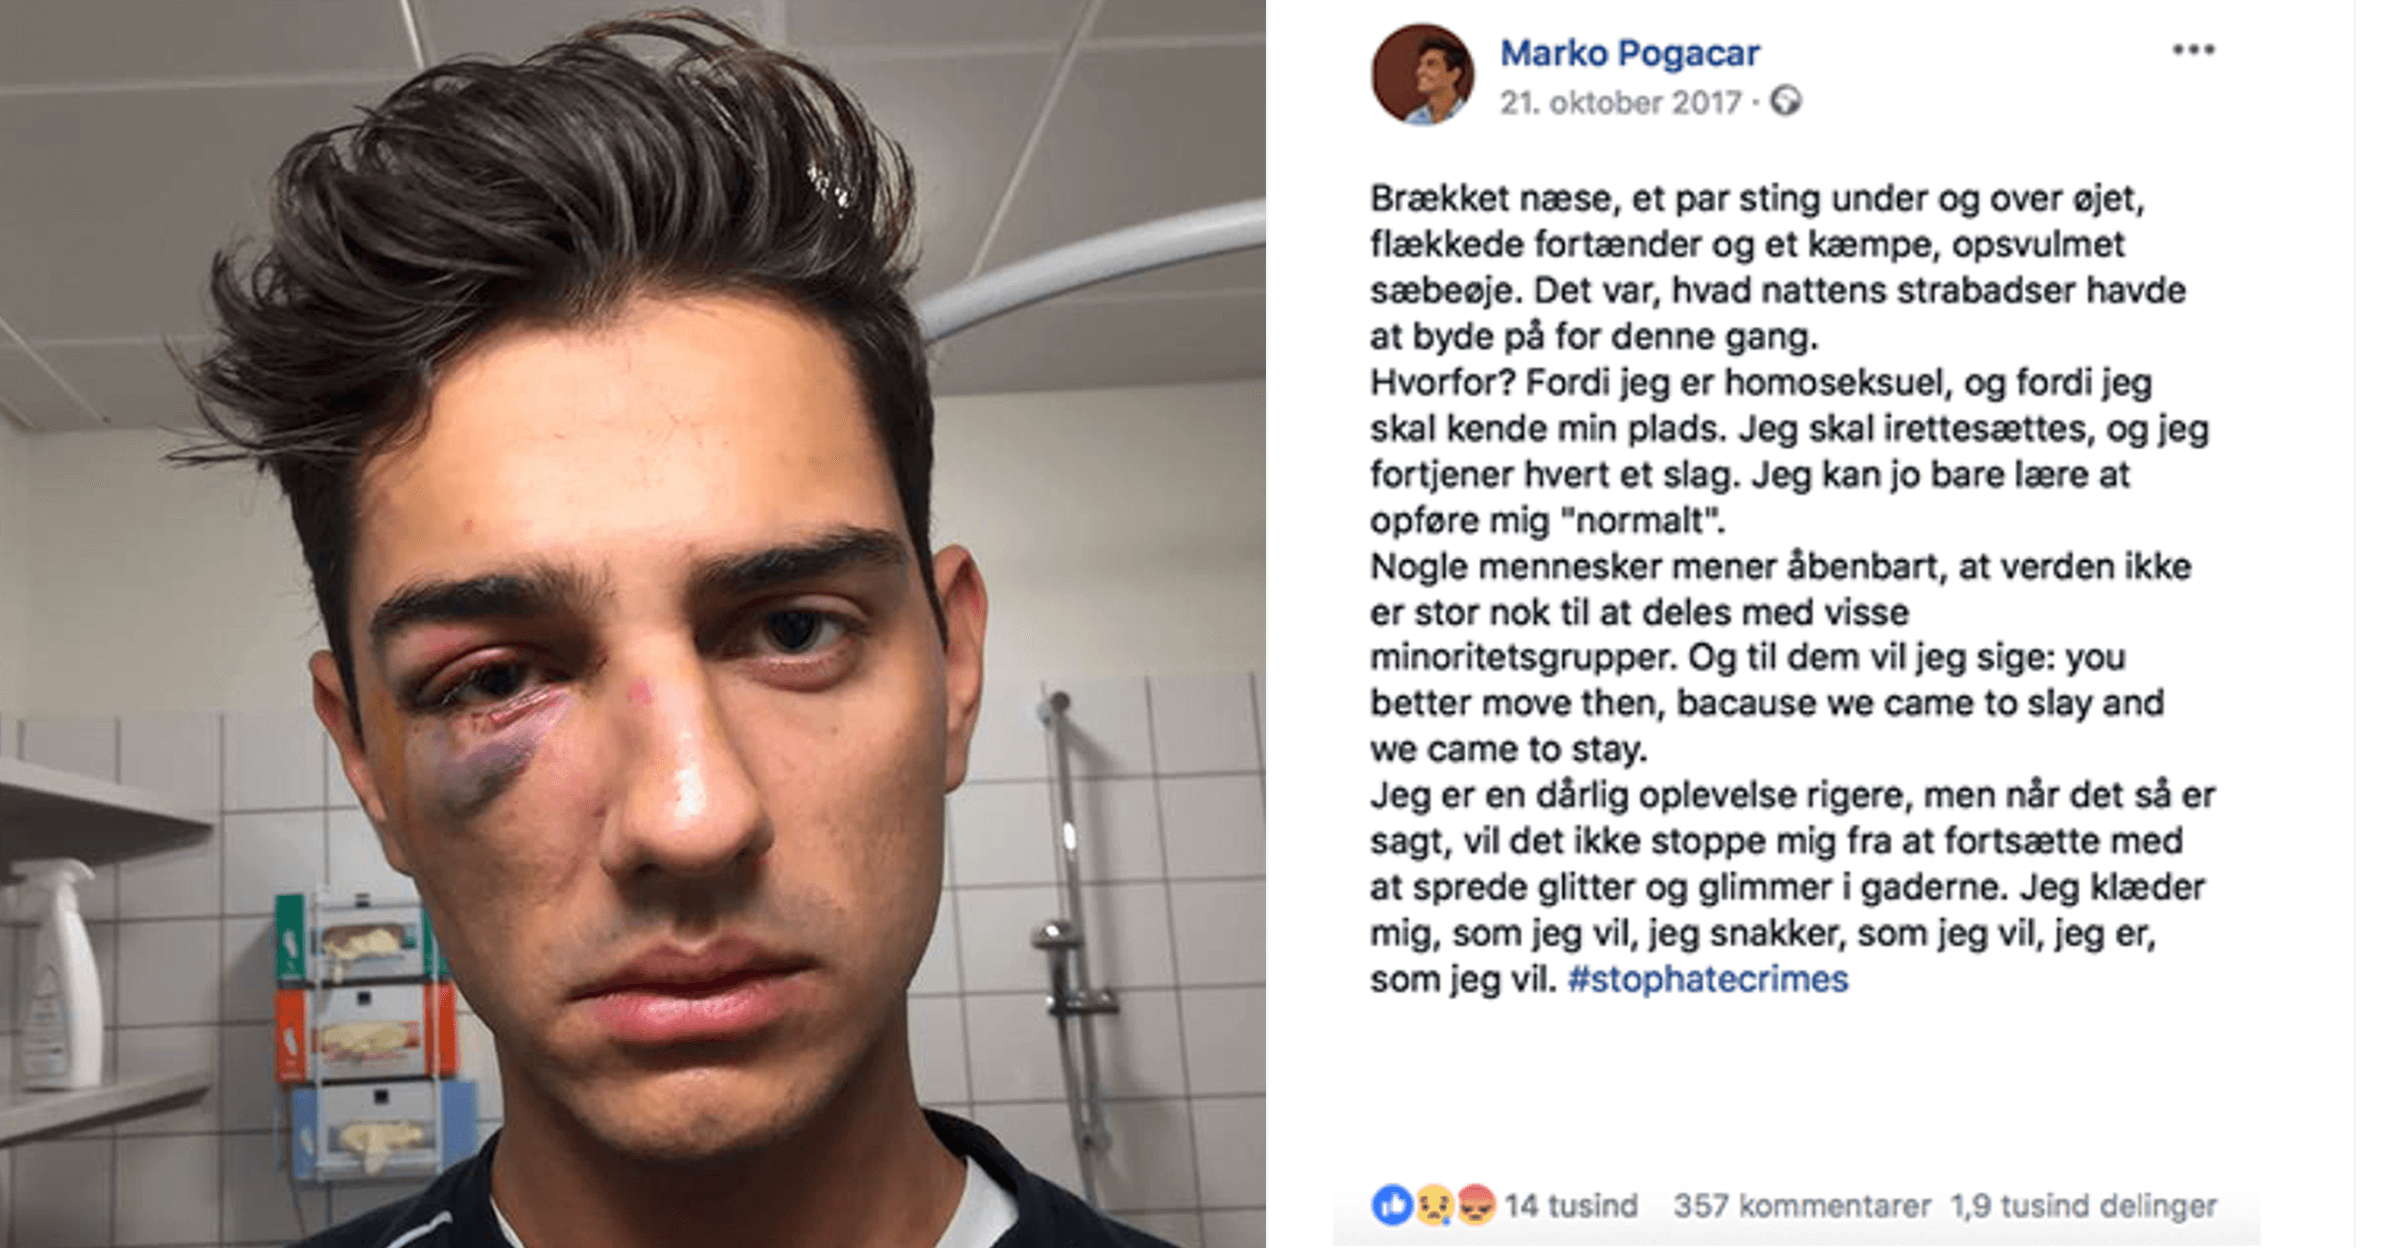 Marko Pogacar
21. oktober 2017 ·
Brækket næse, et par sting under og over øjet,
flækkede fortænder og et kæmpe, opsvulmet
sæbeøje. Det var, hvad nattens strabadser havde
at byde på for denne gang.
Hvorfor? Fordi jeg er homoseksuel, og fordi jeg
skal kende min plads. Jeg skal irettesættes, og jeg
fortjener hvert et slag. Jeg kan jo bare lære at
opføre mig "normalt".
Nogle mennesker mener åbenbart, at verden ikke
er stor nok til at deles med visse
minoritetsgrupper. Og til dem vil jeg sige: you
better move then, bacause we came to slay and
we came to stay.
Jeg er en dårlig oplevelse rigere, men når det så er
sagt, vil det ikke stoppe mig fra at fortsætte med
at sprede glitter og glimmer i gaderne. Jeg klæder
mig, som jeg vil, jeg snakker, som jeg vil, jeg er,
som jeg vil. #stophatecrimes
14 tusind 357 kommentarer 1,9 tusind delinger